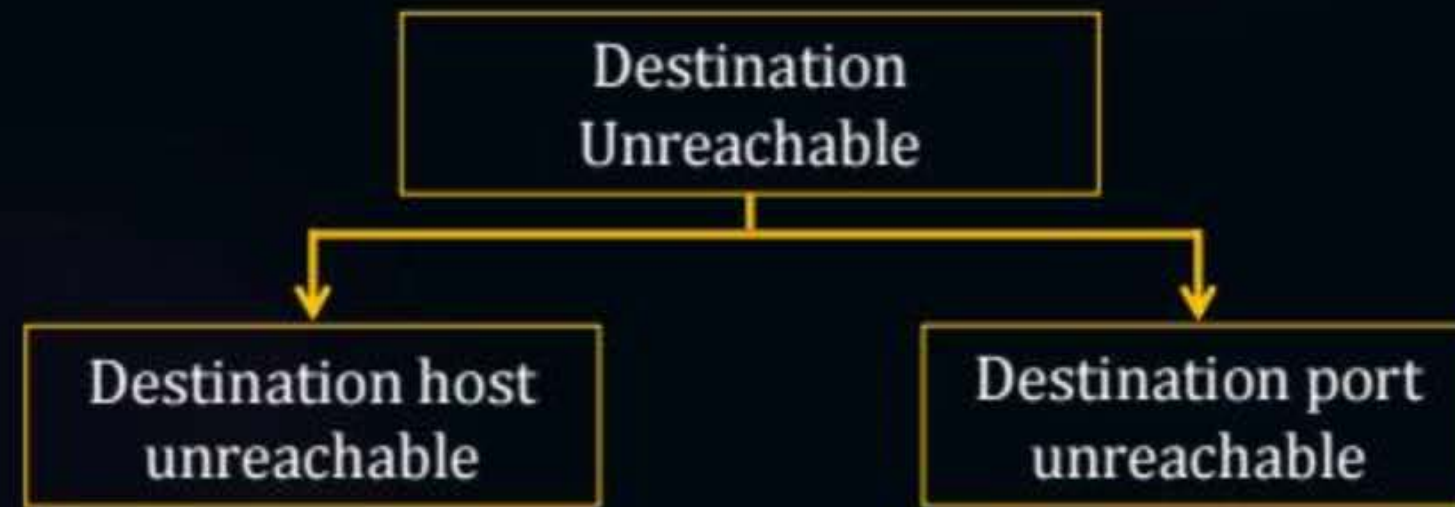 Destination
Unreachable
Destination host
unreachable
Destination port
unreachable